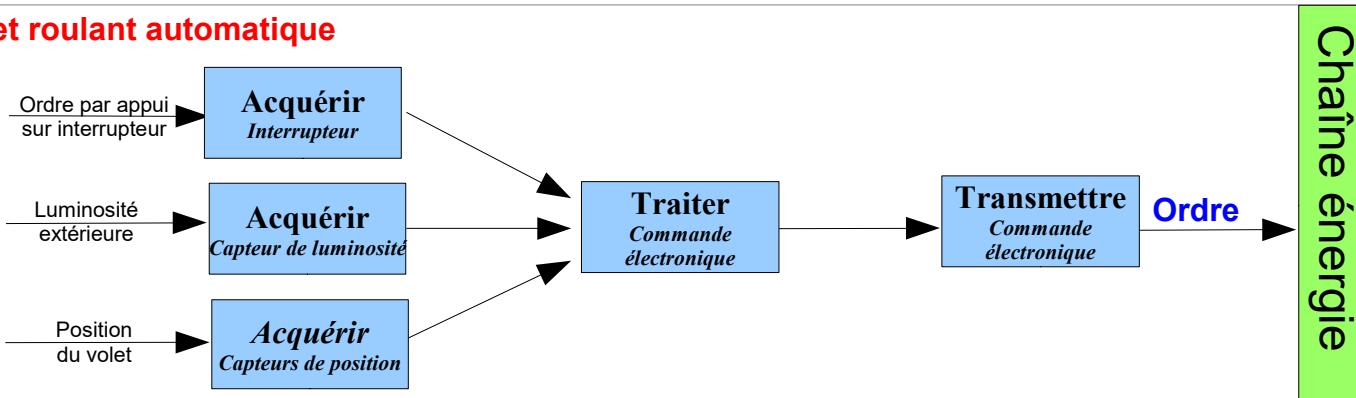 et roulant automatique
Ordre par appui
sur interrupteur
Acquérir
Interrupteur
Luminosité
extérieure
Acquérir
Capteur de luminosité
Position
du volet
Acquérir
Capteurs de position
Traiter
Commande
électronique
Transmettre
Commande
électronique
Ordre
Chaîne énergie